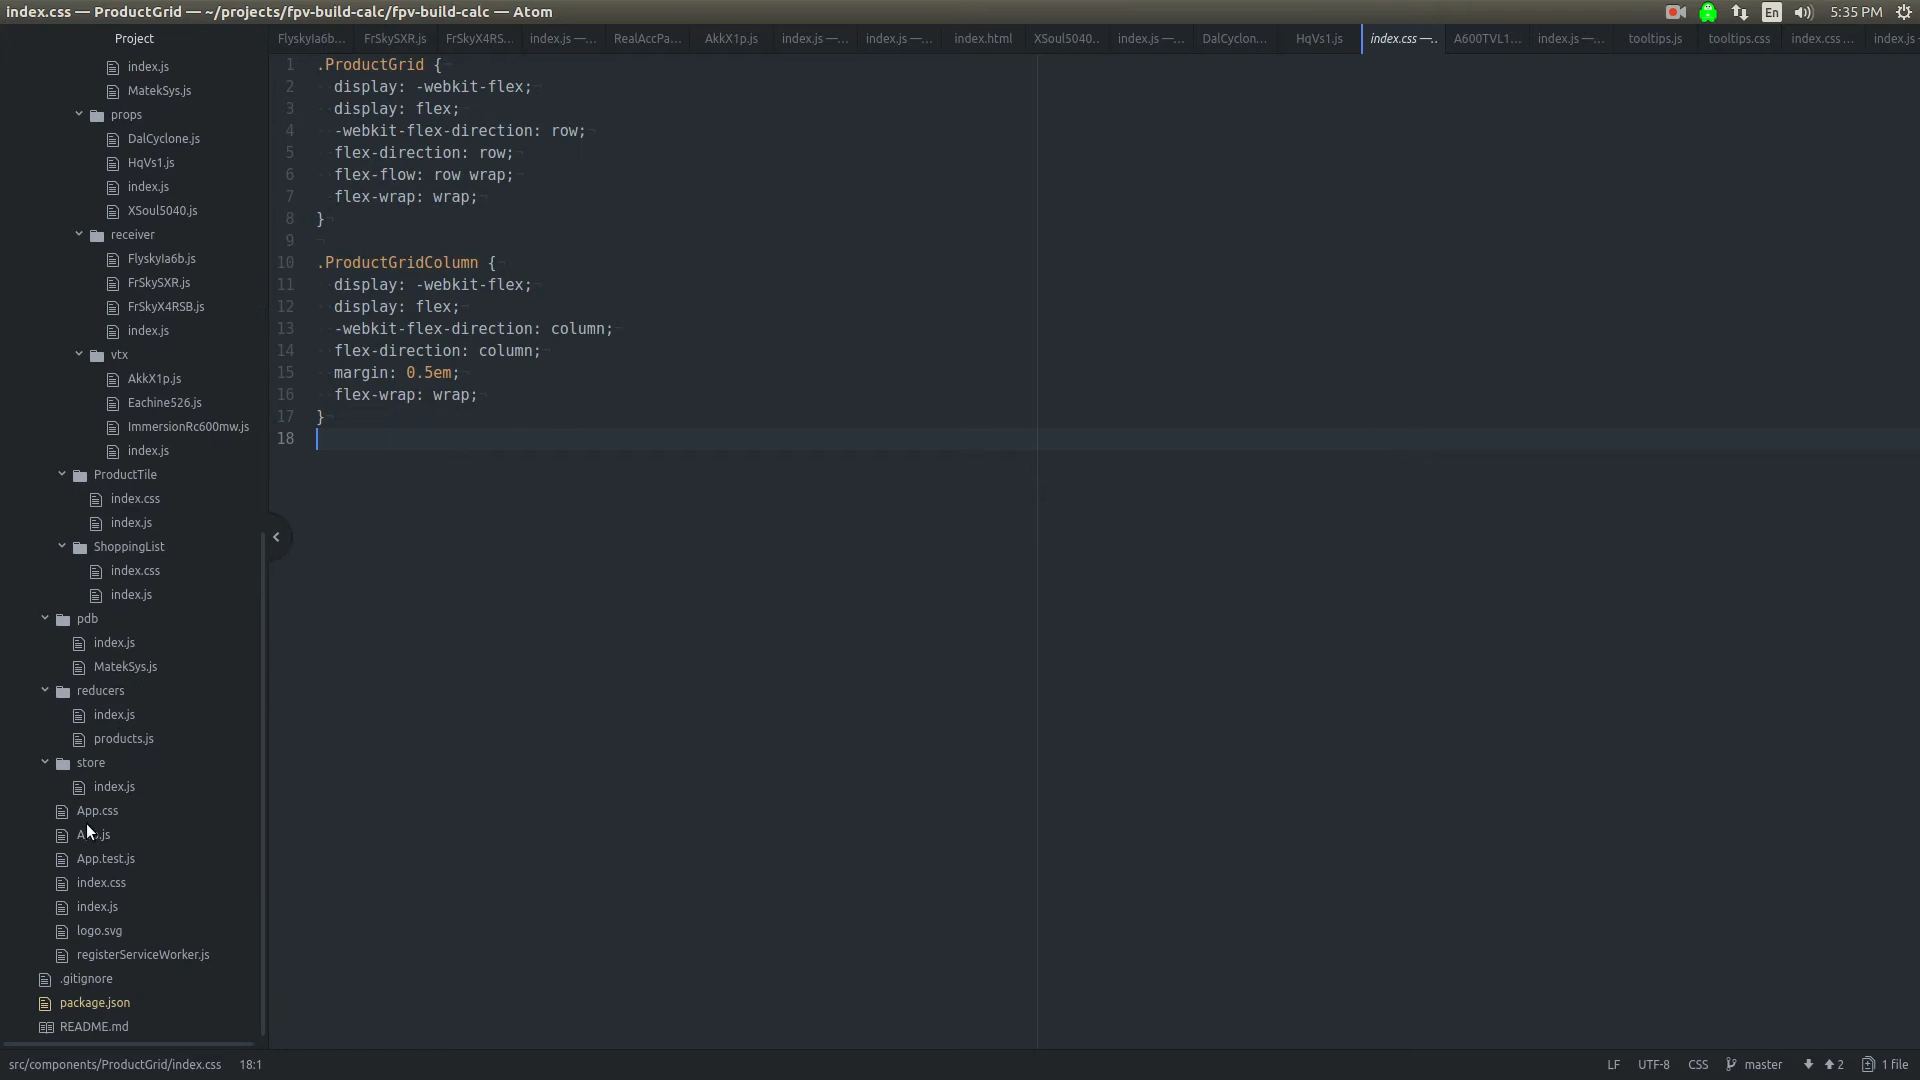 index.css — ProductGrid — ~/projects/fpv-build-calc/fpv-build-calc — Atom
En
5:35 PM
Project
FlyskyIa6b...
FrSkySXR.js
FrSkyX4RS...
index.js —...
RealAccPa...
AkkX1p.js
index.js —...
index.js —...
index.html
XSoul5040..
index.js —...
DalCyclon...
HqVs1.js
index.css —..
A600TVL1...
index.js —...
tooltips.js
tooltips.css
index.css ...
index.js
index.js
MatekSys.js
props
DalCyclone.js
HqVs1.js
index.js
XSoul5040.js
receiver
FlyskyIa6b.js
FrSkySXR.js
FrSkyX4RSB.js
index.js
vtx
AkkX1p.js
Eachine526.js
ImmersionRc600mw.js
index.js
ProductTile
index.css
index.js
ShoppingList
index.css
index.js
pdb
index.js
MatekSys.js
reducers
index.js
products.js
store
index.js
App.css
App.test.js
index.css
index.js
logo.svg
registerServiceWorker.js
.gitignore
package.json
README.md
1 .ProductGrid {
2 display: -webkit-flex;
3 display: flex;
4 -webkit-flex-direction: row;
5 flex-direction: row;
6 flex-flow: row wrap;
7 flex-wrap: wrap;
8 }
9
10 .ProductGridColumn {
11 display: -webkit-flex;
12 display: flex;
13 -webkit-flex-direction: column;
14 flex-direction: column;
15 margin: 0.5em;
16 flex-wrap: wrap;
17 }
18
src/components/ProductGrid/index.css 18:1
LF UTF-8 CSS master 2 1 file